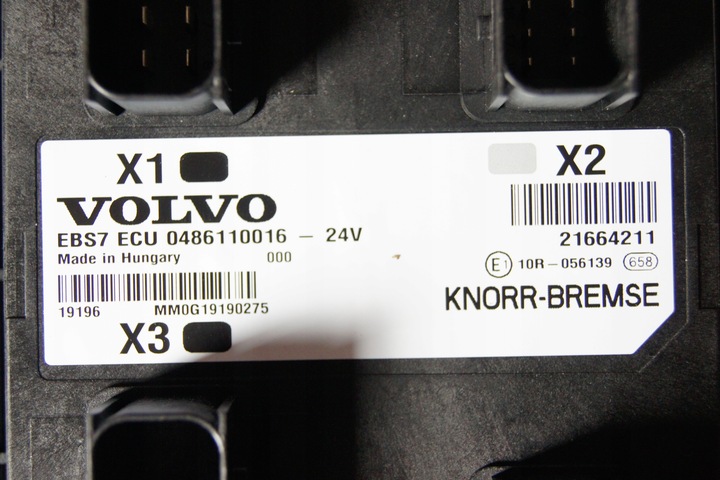 X1
X2
VOLVO
EBS7 ECU 0486110016 – 24V
21664211
Made in Hungary 000
E1 10R-056139 658
KNORR-BREMSE
19196 MM0G19190275
X3